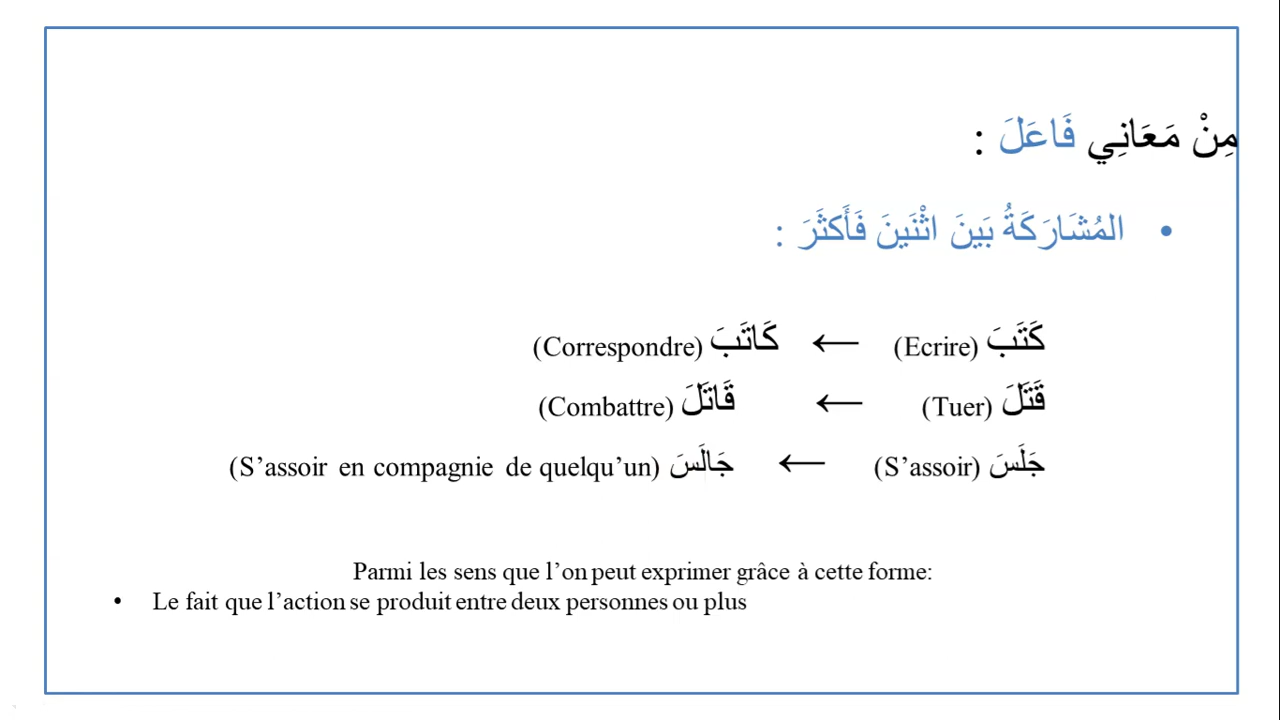 مِنْ مَعَانِي فَاعَلَ :
• المُشَارَكَةُ بَينَ اثْنَينَ فَأَكثَرَ :
كَتَبَ (Ecrire) ← كَاتَبَ (Correspondre)
قَتَلَ (Tuer) ← قَاتَلَ (Combattre)
جَلَسَ (S’assoir) ← جَالَسَ (S’assoir en compagnie de quelqu’un)
Parmi les sens que l’on peut exprimer grâce à cette forme:
• Le fait que l’action se produit entre deux personnes ou plus